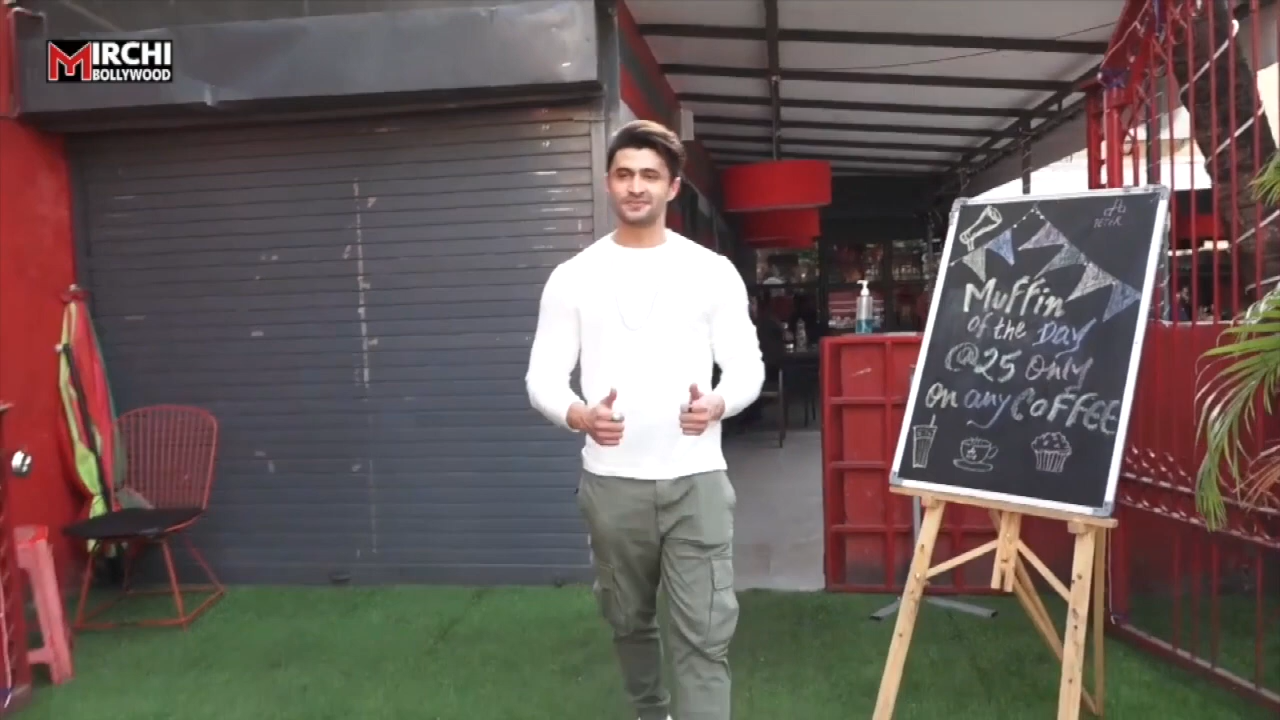 MIRCHI
BOLLYWOOD
Muffin
of the Day
@25 Only
on any COFFEE